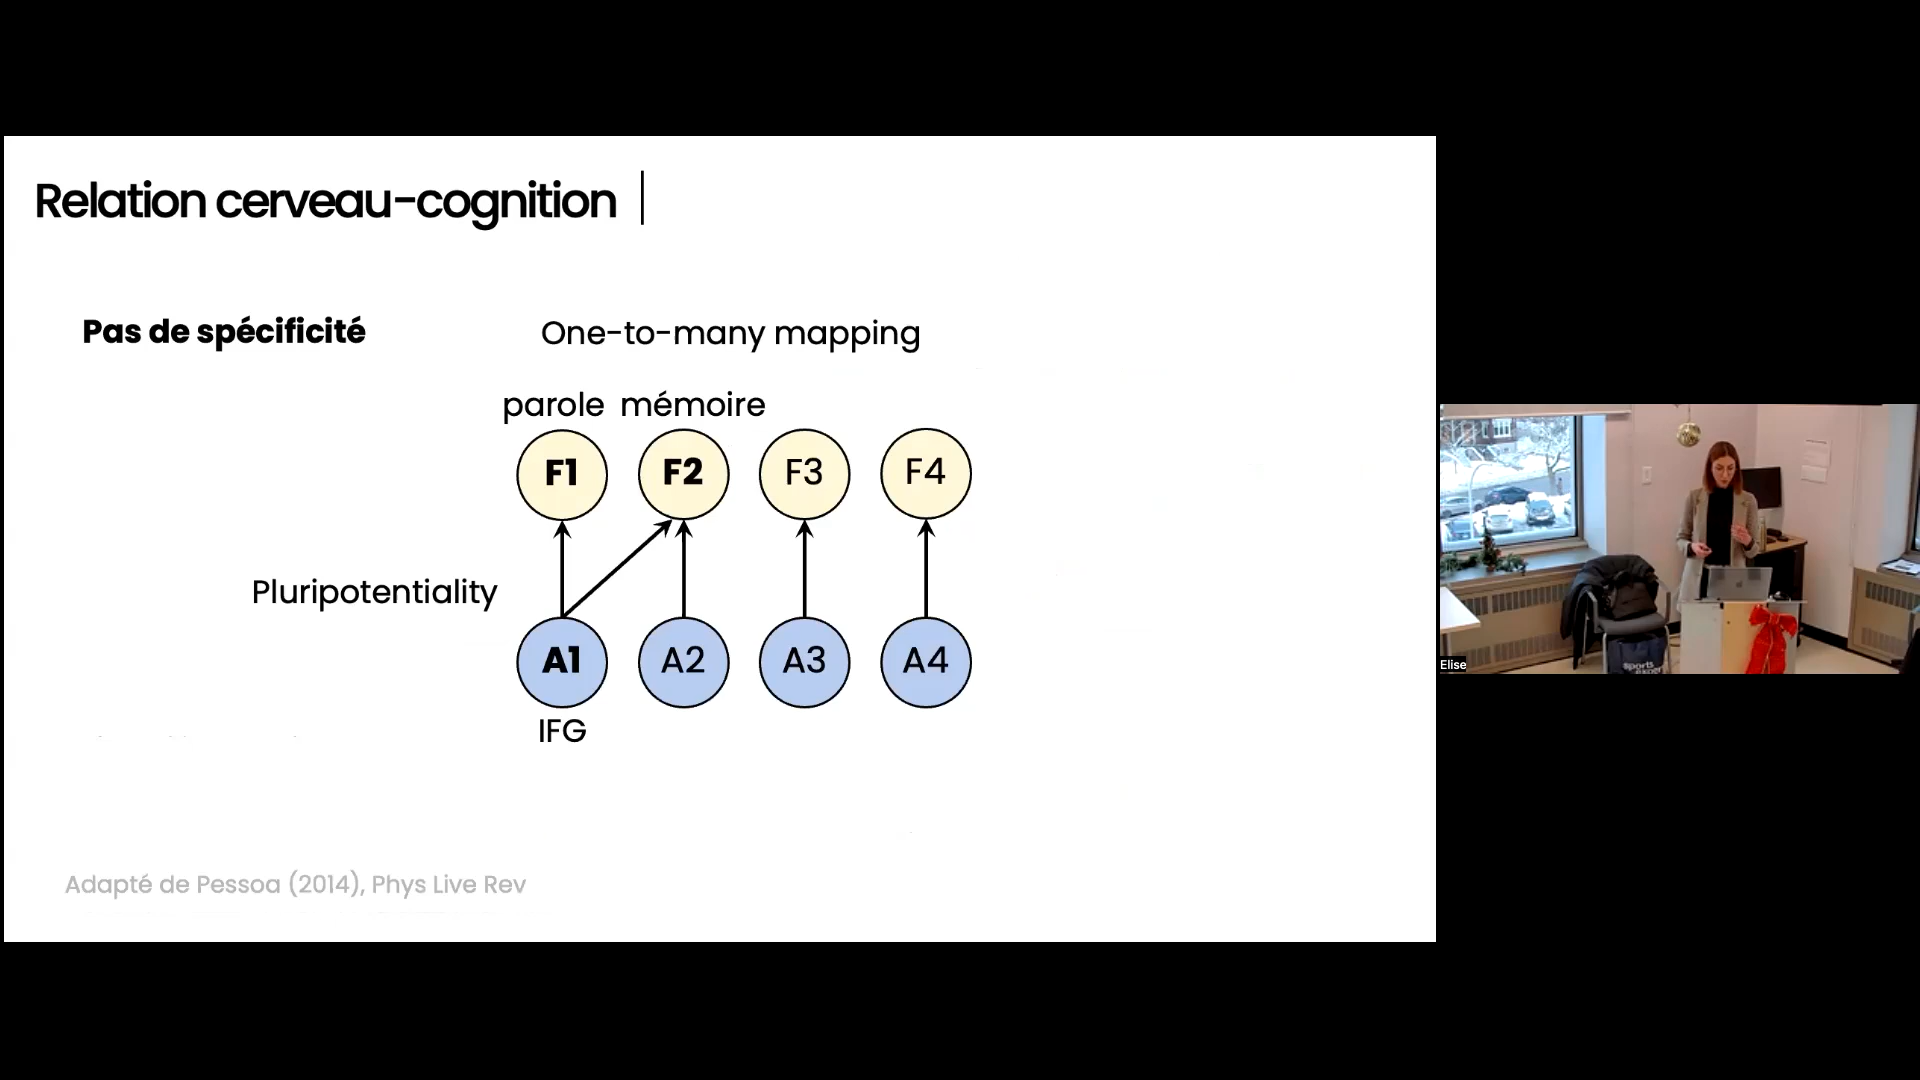 Relation cerveau-cognition
Pas de spécificité
One-to-many mapping
parole mémoire
F1 F2 F3 F4
Pluripotentiality
A1 A2 A3 A4
IFG
Adapté de Pessoa (2014), Phys Live Rev
Elise
sports